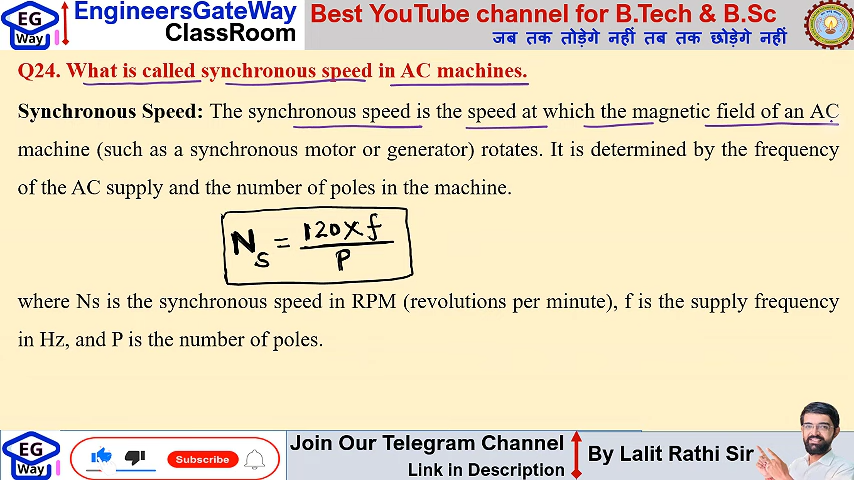 EG
Way
EngineersGateWay
ClassRoom
Best YouTube channel for B.Tech & B.Sc
जब तक तोड़ेगे नहीं तब तक छोड़ेगे नहीं
Q24. What is called synchronous speed in AC machines.
Synchronous Speed: The synchronous speed is the speed at which the magnetic field of an AC
machine (such as a synchronous motor or generator) rotates. It is determined by the frequency
of the AC supply and the number of poles in the machine.
Ns = 120 × f / P
where Ns is the synchronous speed in RPM (revolutions per minute), f is the supply frequency
in Hz, and P is the number of poles.
EG
Way
Subscribe
Join Our Telegram Channel
Link in Description
By Lalit Rathi Sir